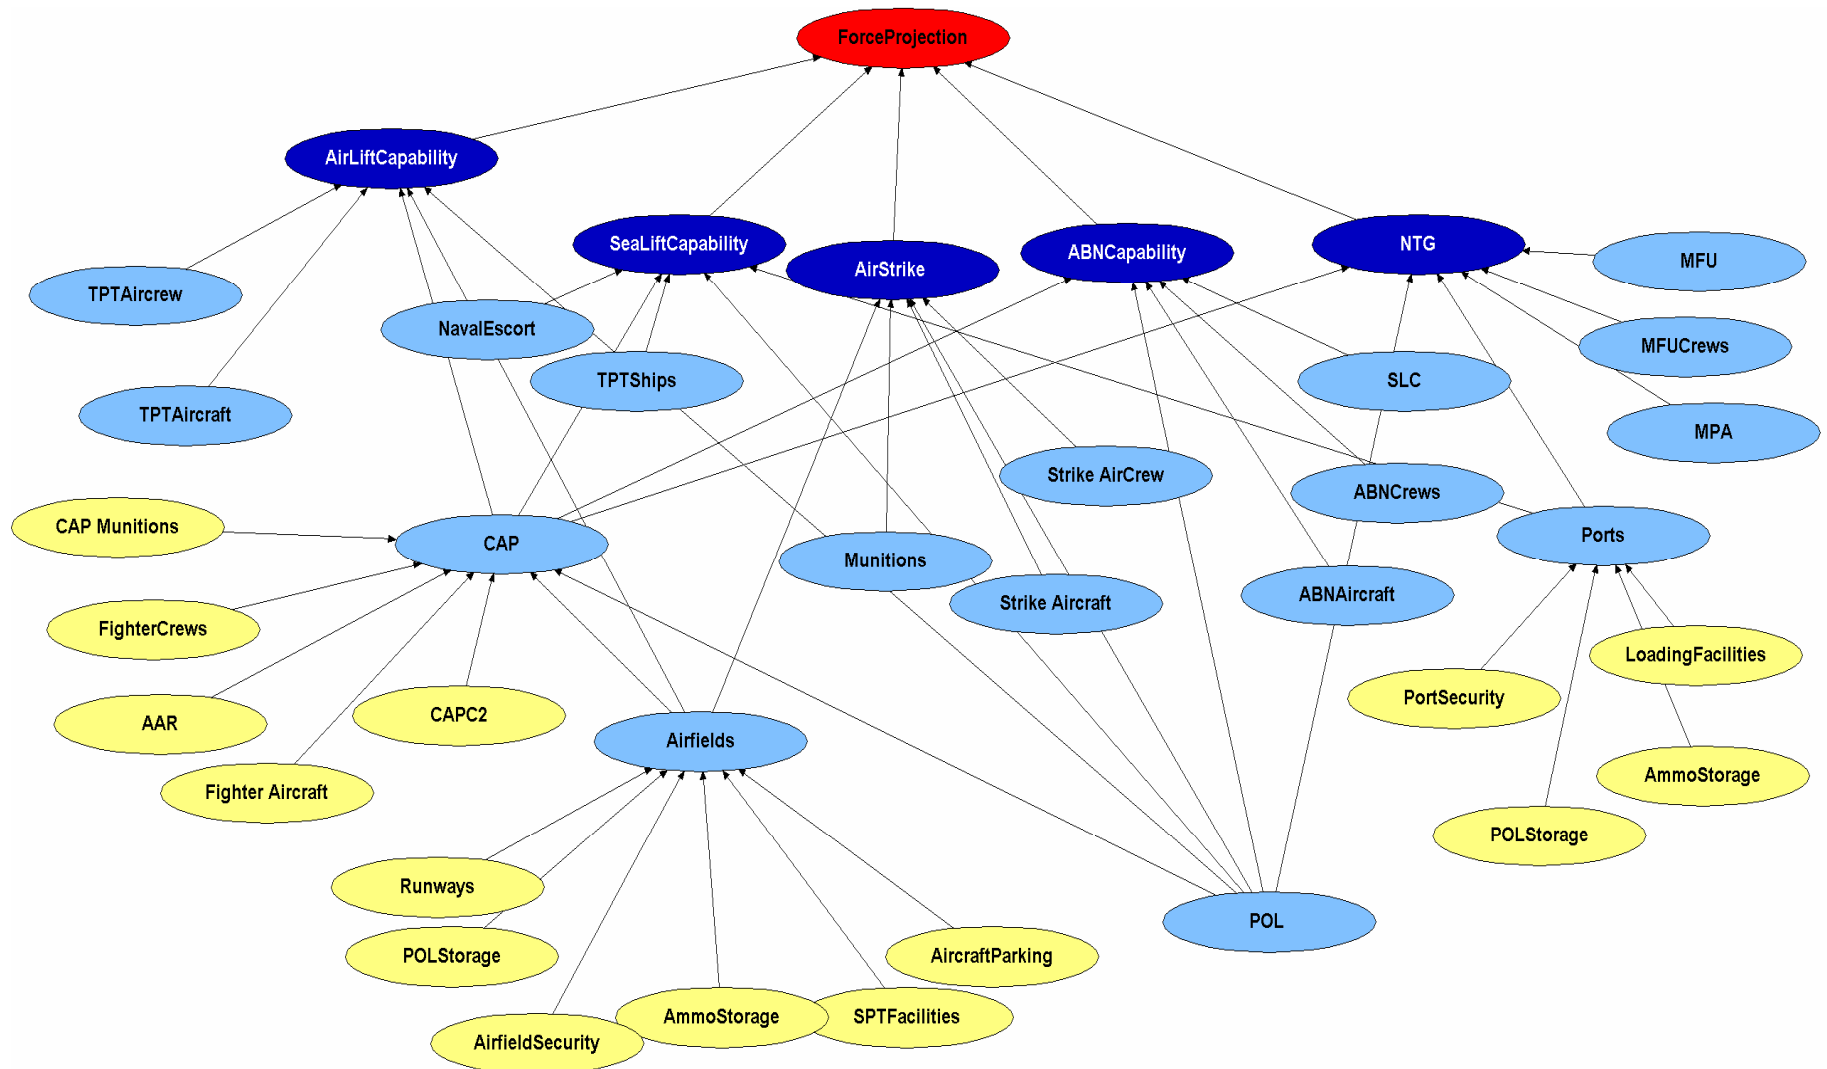 ForceProjection
AirLiftCapability
SeaLiftCapability
AirStrike
ABNCapability
NTG
MFU
TPTAircrew
NavalEscort
MFUCrews
TPTShips
SLC
TPTAircraft
MPA
Strike AirCrew
ABNCrews
CAP Munitions
CAP
Ports
Munitions
ABNAircraft
Strike Aircraft
FighterCrews
LoadingFacilities
PortSecurity
CAPC2
AAR
Airfields
AmmoStorage
Fighter Aircraft
POLStorage
Runways
POL
POLStorage
AircraftParking
AmmoStorage
SPTFacilities
AirfieldSecurity